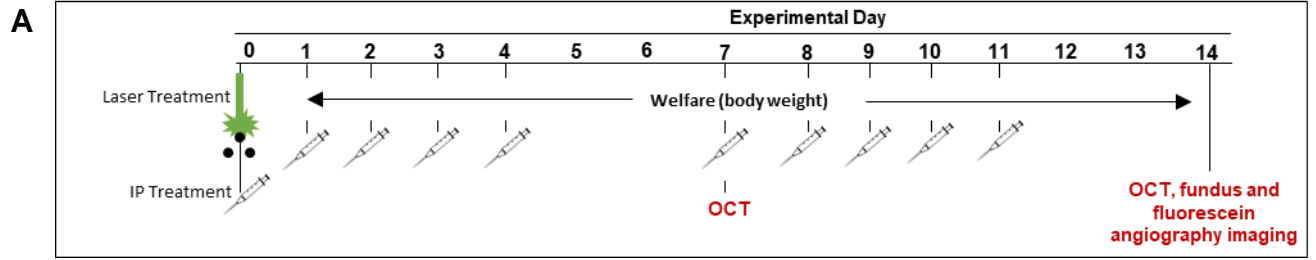 A
Experimental Day
0 1 2 3 4 5 6 7 8 9 10 11 12 13 14
Laser Treatment
Welfare (body weight)
IP Treatment
OCT
OCT, fundus and
fluorescein
angiography imaging